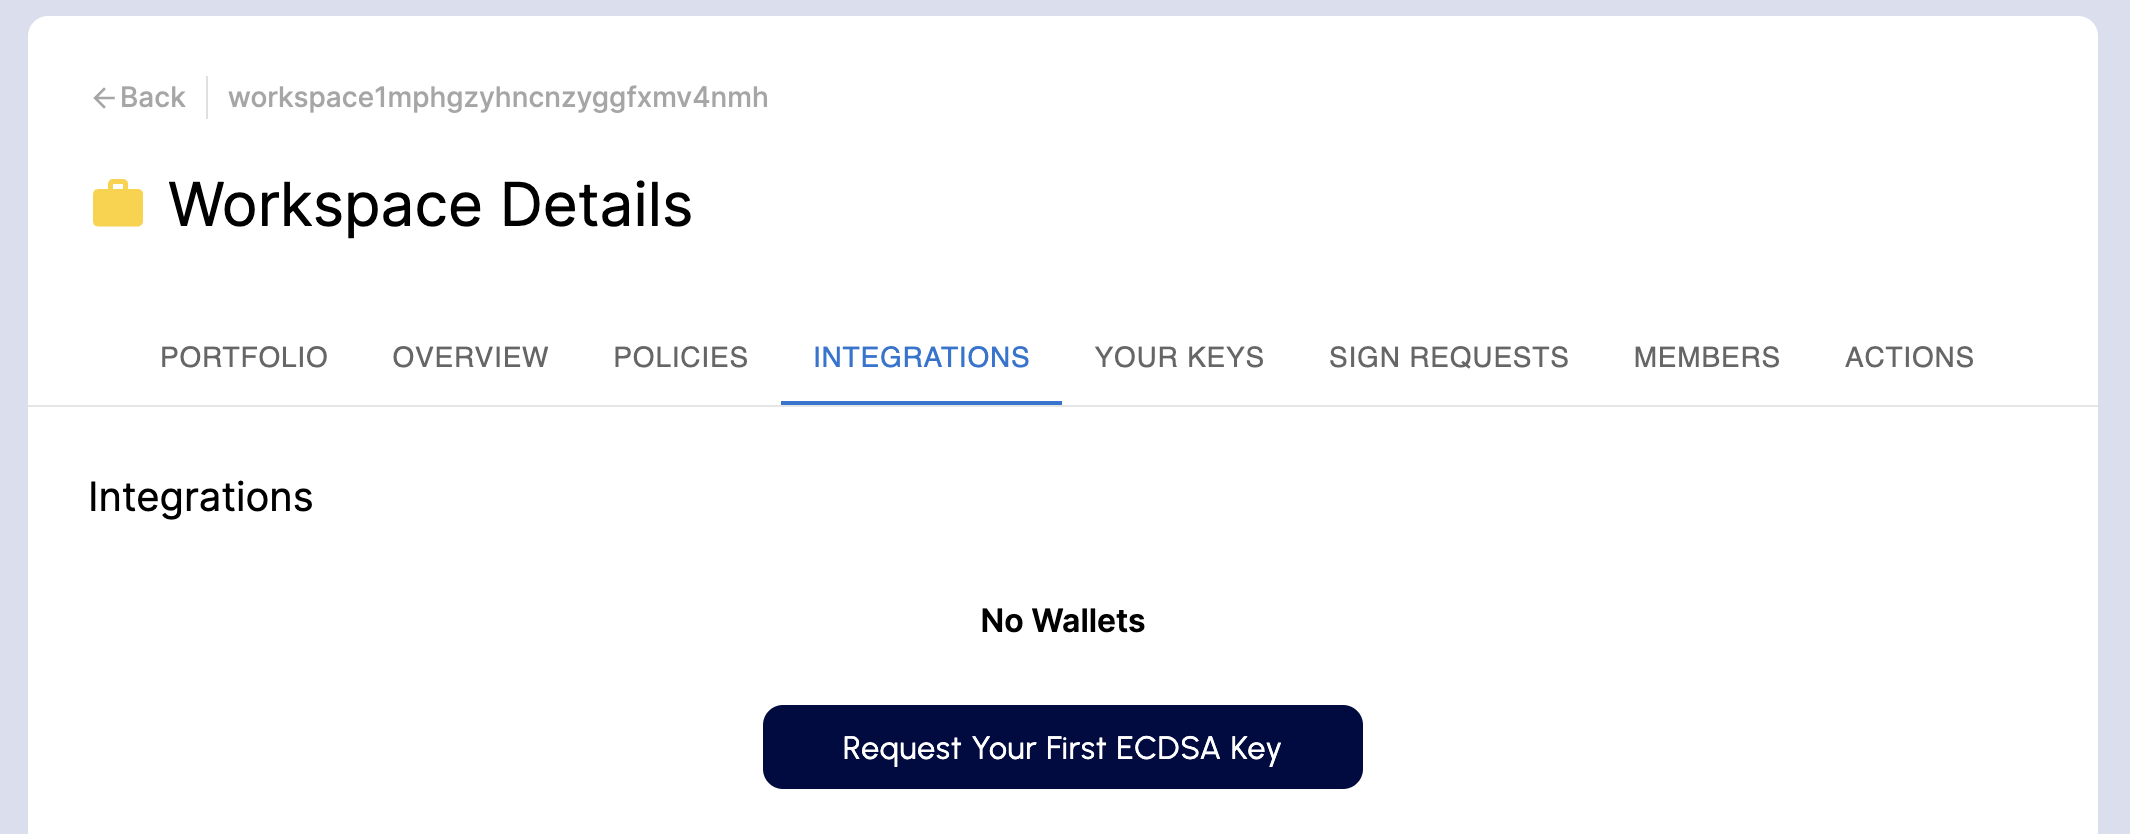 Back
workspace1mphgzyhncnzyggfxmv4nmh
Workspace Details
PORTFOLIO OVERVIEW POLICIES INTEGRATIONS YOUR KEYS SIGN REQUESTS MEMBERS ACTIONS
Integrations
No Wallets
Request Your First ECDSA Key